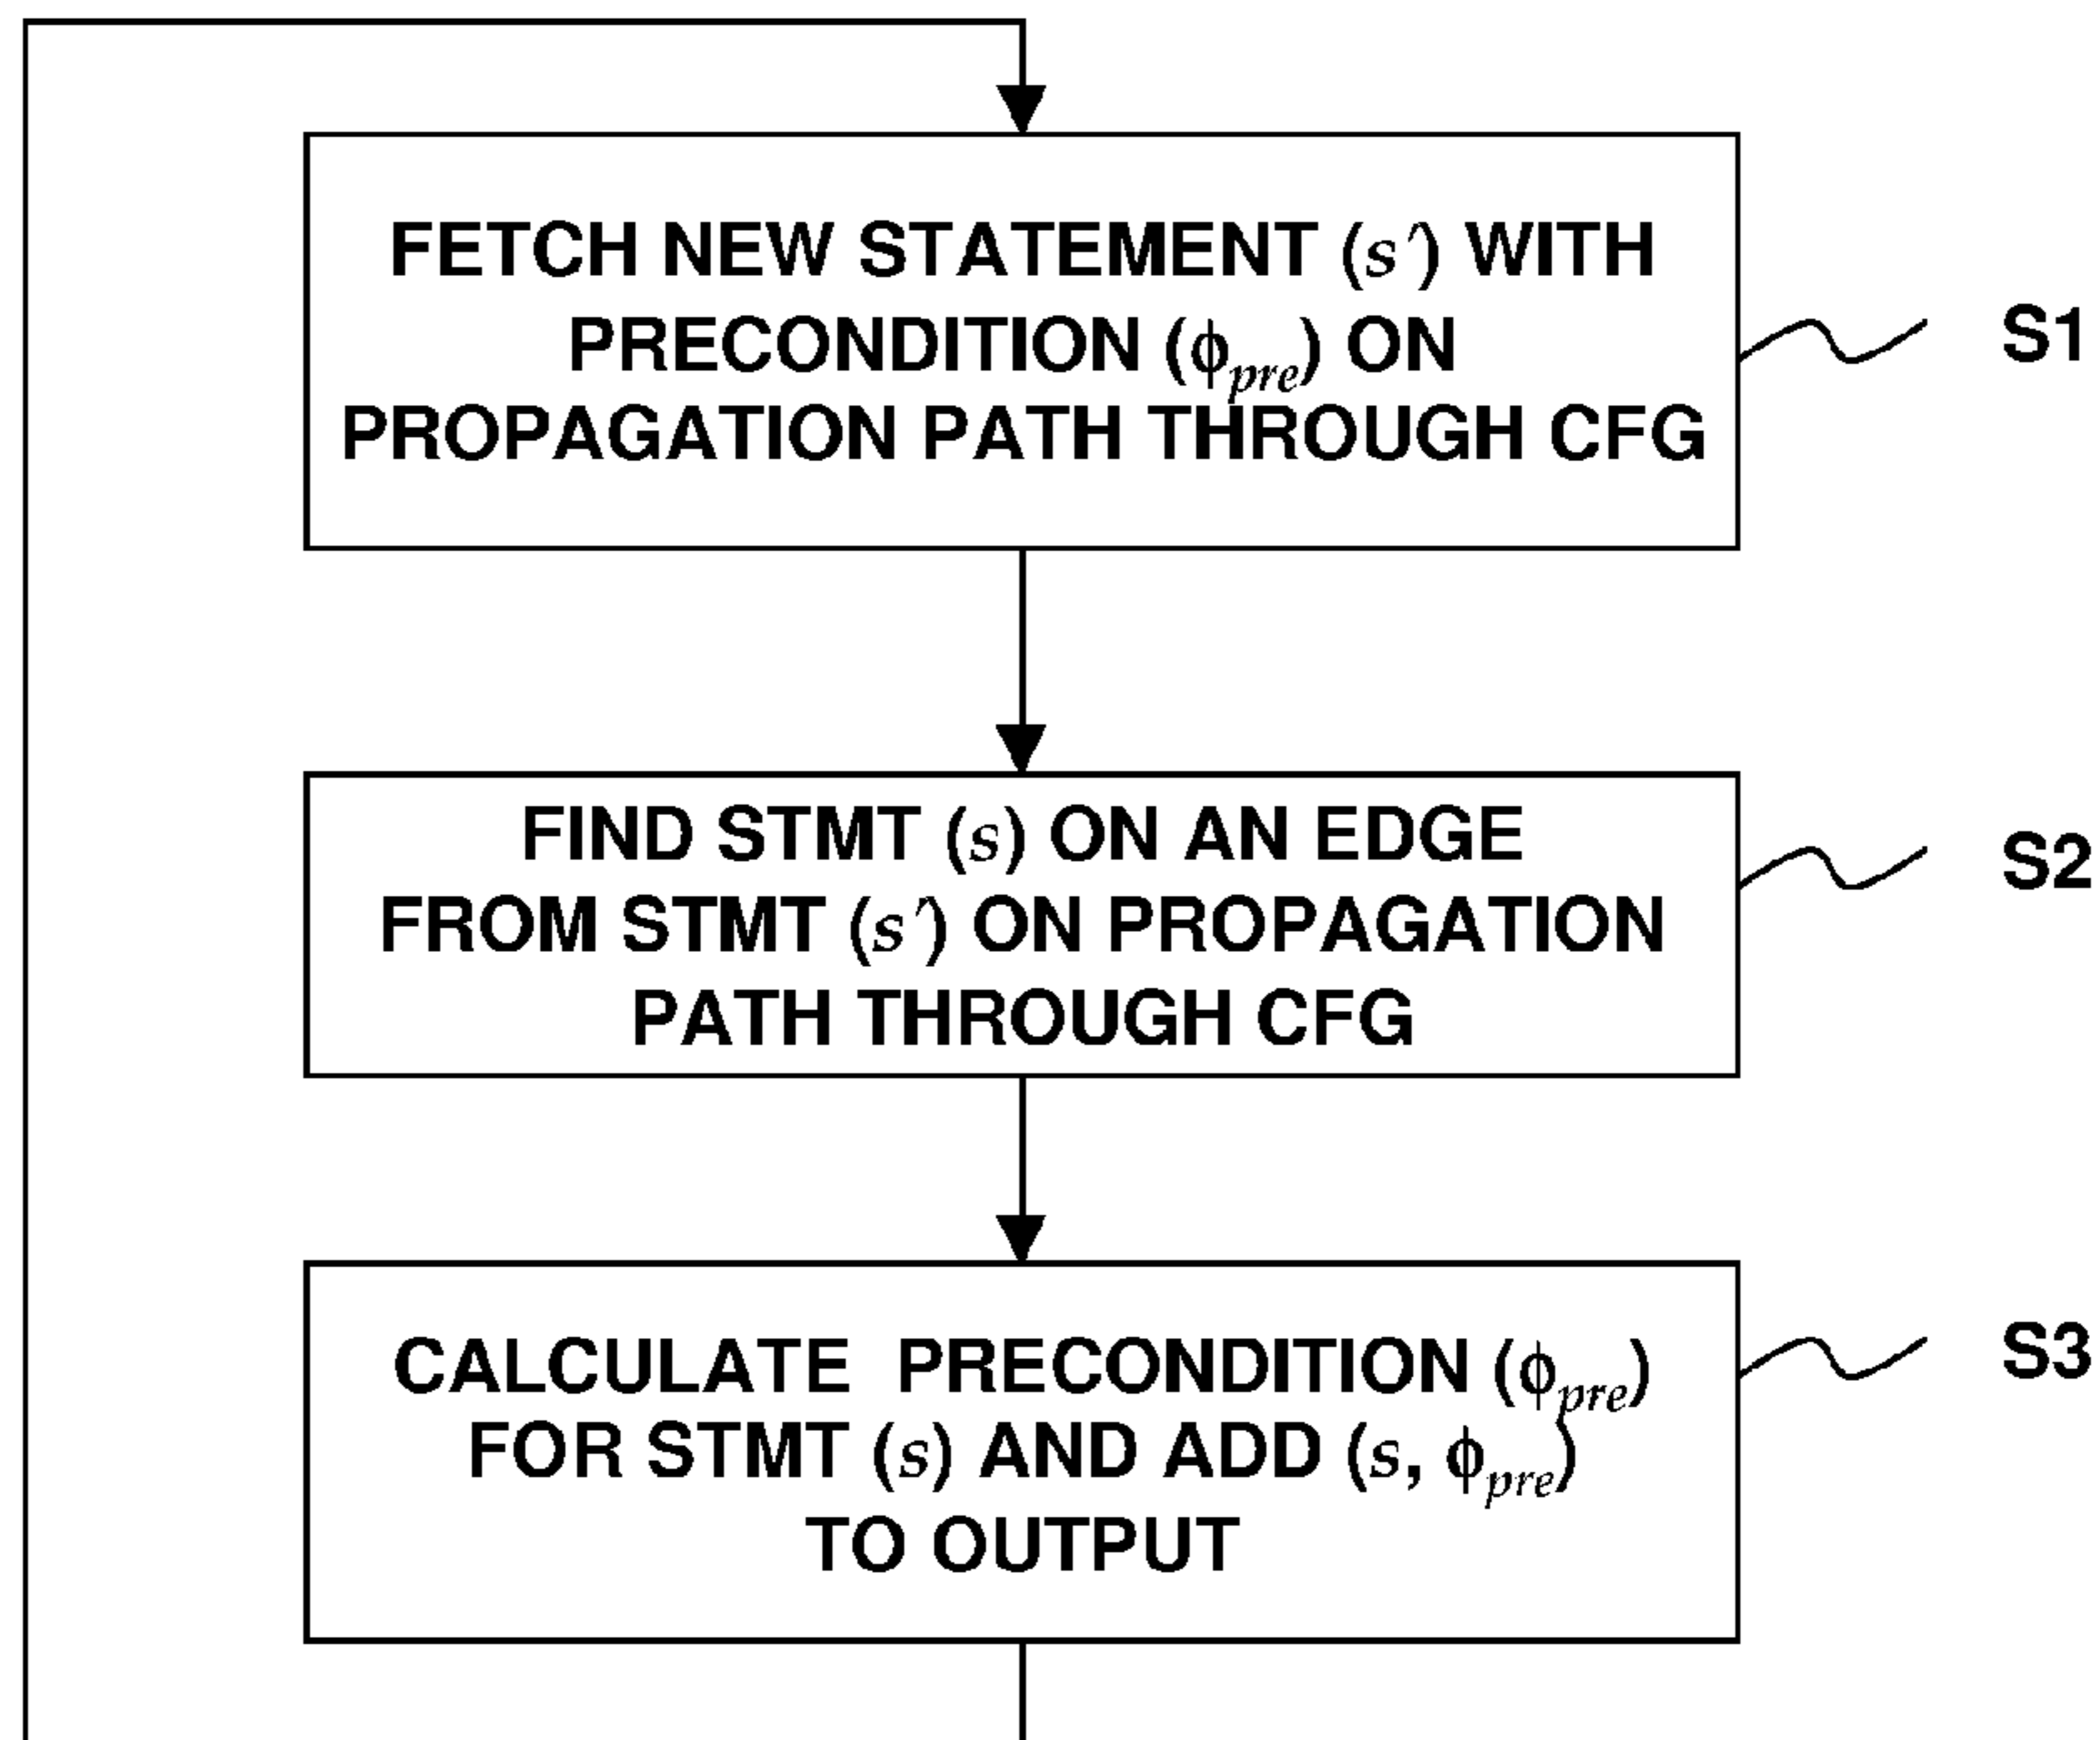 FETCH NEW STATEMENT (s′) WITH
PRECONDITION (ϕpre) ON
PROPAGATION PATH THROUGH CFG
S1
FIND STMT (s) ON AN EDGE
FROM STMT (s′) ON PROPAGATION
PATH THROUGH CFG
S2
CALCULATE PRECONDITION (ϕpre)
FOR STMT (s) AND ADD (s, ϕpre)
TO OUTPUT
S3